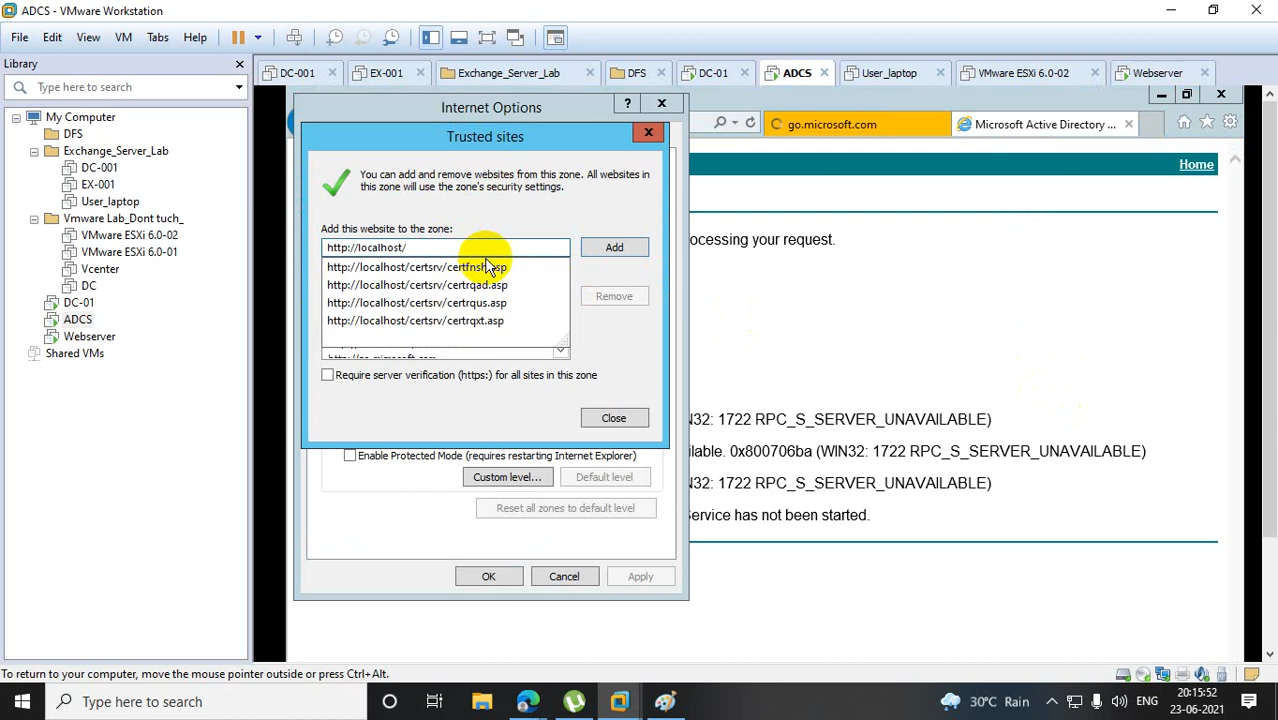 ADCS - VMware Workstation
File Edit View VM Tabs Help
Library
Type here to search
My Computer
DFS
Exchange_Server_Lab
DC-001
EX-001
User_laptop
Vmware Lab_Dont tuch_
VMware ESXi 6.0-02
VMware ESXi 6.0-01
Vcenter
DC
DC-01
ADCS
Webserver
Shared VMs
DC-001 EX-001 Exchange_Server_Lab DFS DC-01 ADCS User_laptop VMware ESXi 6.0-02 Webserver
go.microsoft.com
Microsoft Active Directory ...
Home
ocessing your request.
N32: 1722 RPC_S_SERVER_UNAVAILABLE)
ilable. 0x800706ba (WIN32: 1722 RPC_S_SERVER_UNAVAILABLE)
N32: 1722 RPC_S_SERVER_UNAVAILABLE)
Service has not been started.
Internet Options
?
Trusted sites
You can add and remove websites from this zone. All websites in
this zone will use the zone's security settings.
Add this website to the zone:
http://localhost/
Add
http://localhost/certsrv/certfnsh.asp
http://localhost/certsrv/certrqad.asp
http://localhost/certsrv/certrqus.asp
http://localhost/certsrv/certrqxt.asp
Remove
http://go.microsoft.com
Require server verification (https:) for all sites in this zone
Close
Enable Protected Mode (requires restarting Internet Explorer)
Custom level... Default level
Reset all zones to default level
OK Cancel Apply
To return to your computer, move the mouse pointer outside or press Ctrl+Alt.
Type here to search
30°C Rain
ENG
20:15:52
23-06-2021